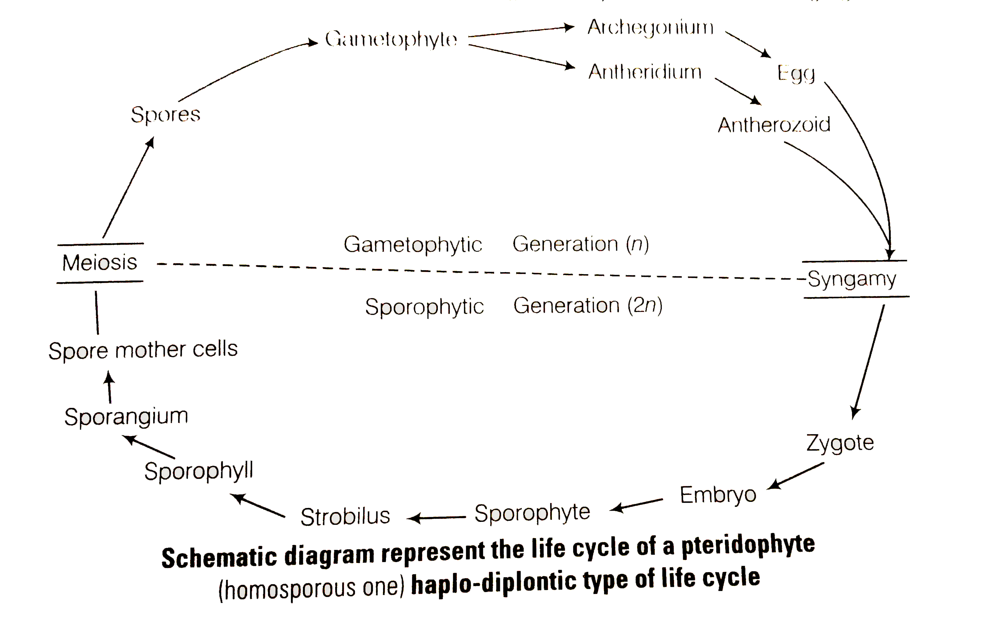 Archegonium
Gametophyte
Antheridium
Egg
Spores
Antherozoid
Gametophytic Generation (n)
Meiosis
Syngamy
Sporophytic Generation (2n)
Spore mother cells
Sporangium
Zygote
Sporophyll
Embryo
Strobilus
Sporophyte
Schematic diagram represent the life cycle of a pteridophyte
(homosporous one) haplo-diplontic type of life cycle